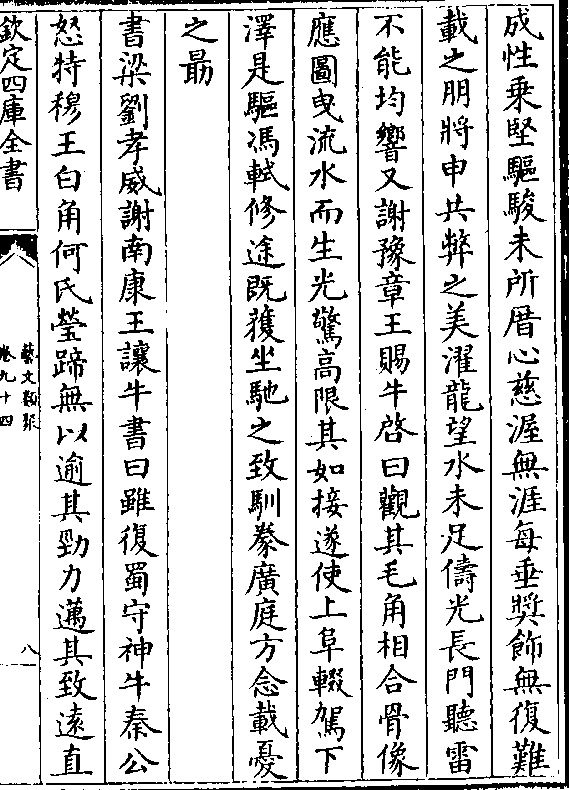 成性乗堅驅駿未所厝心慈渥無涯每垂奬飾無復難
載之朋將申共弊之美濯龍望水未足儔光長門聽雷
不能均響又謝豫章王賜牛啓曰觀其毛角相合骨像
應圖曳流水而生光驚高限其如接遂使上阜輟駕下
澤是驅馮軾修途既獲坐馳之致馴豢廣庭方念載憂
之勗
書梁劉孝威謝南康王讓牛書曰雖復蜀守神牛秦公
怒特穆王白角何氏瑩蹄無以逾其勁力邁其致遠直
欽定四庫全書
藝文類聚
卷九十四
八